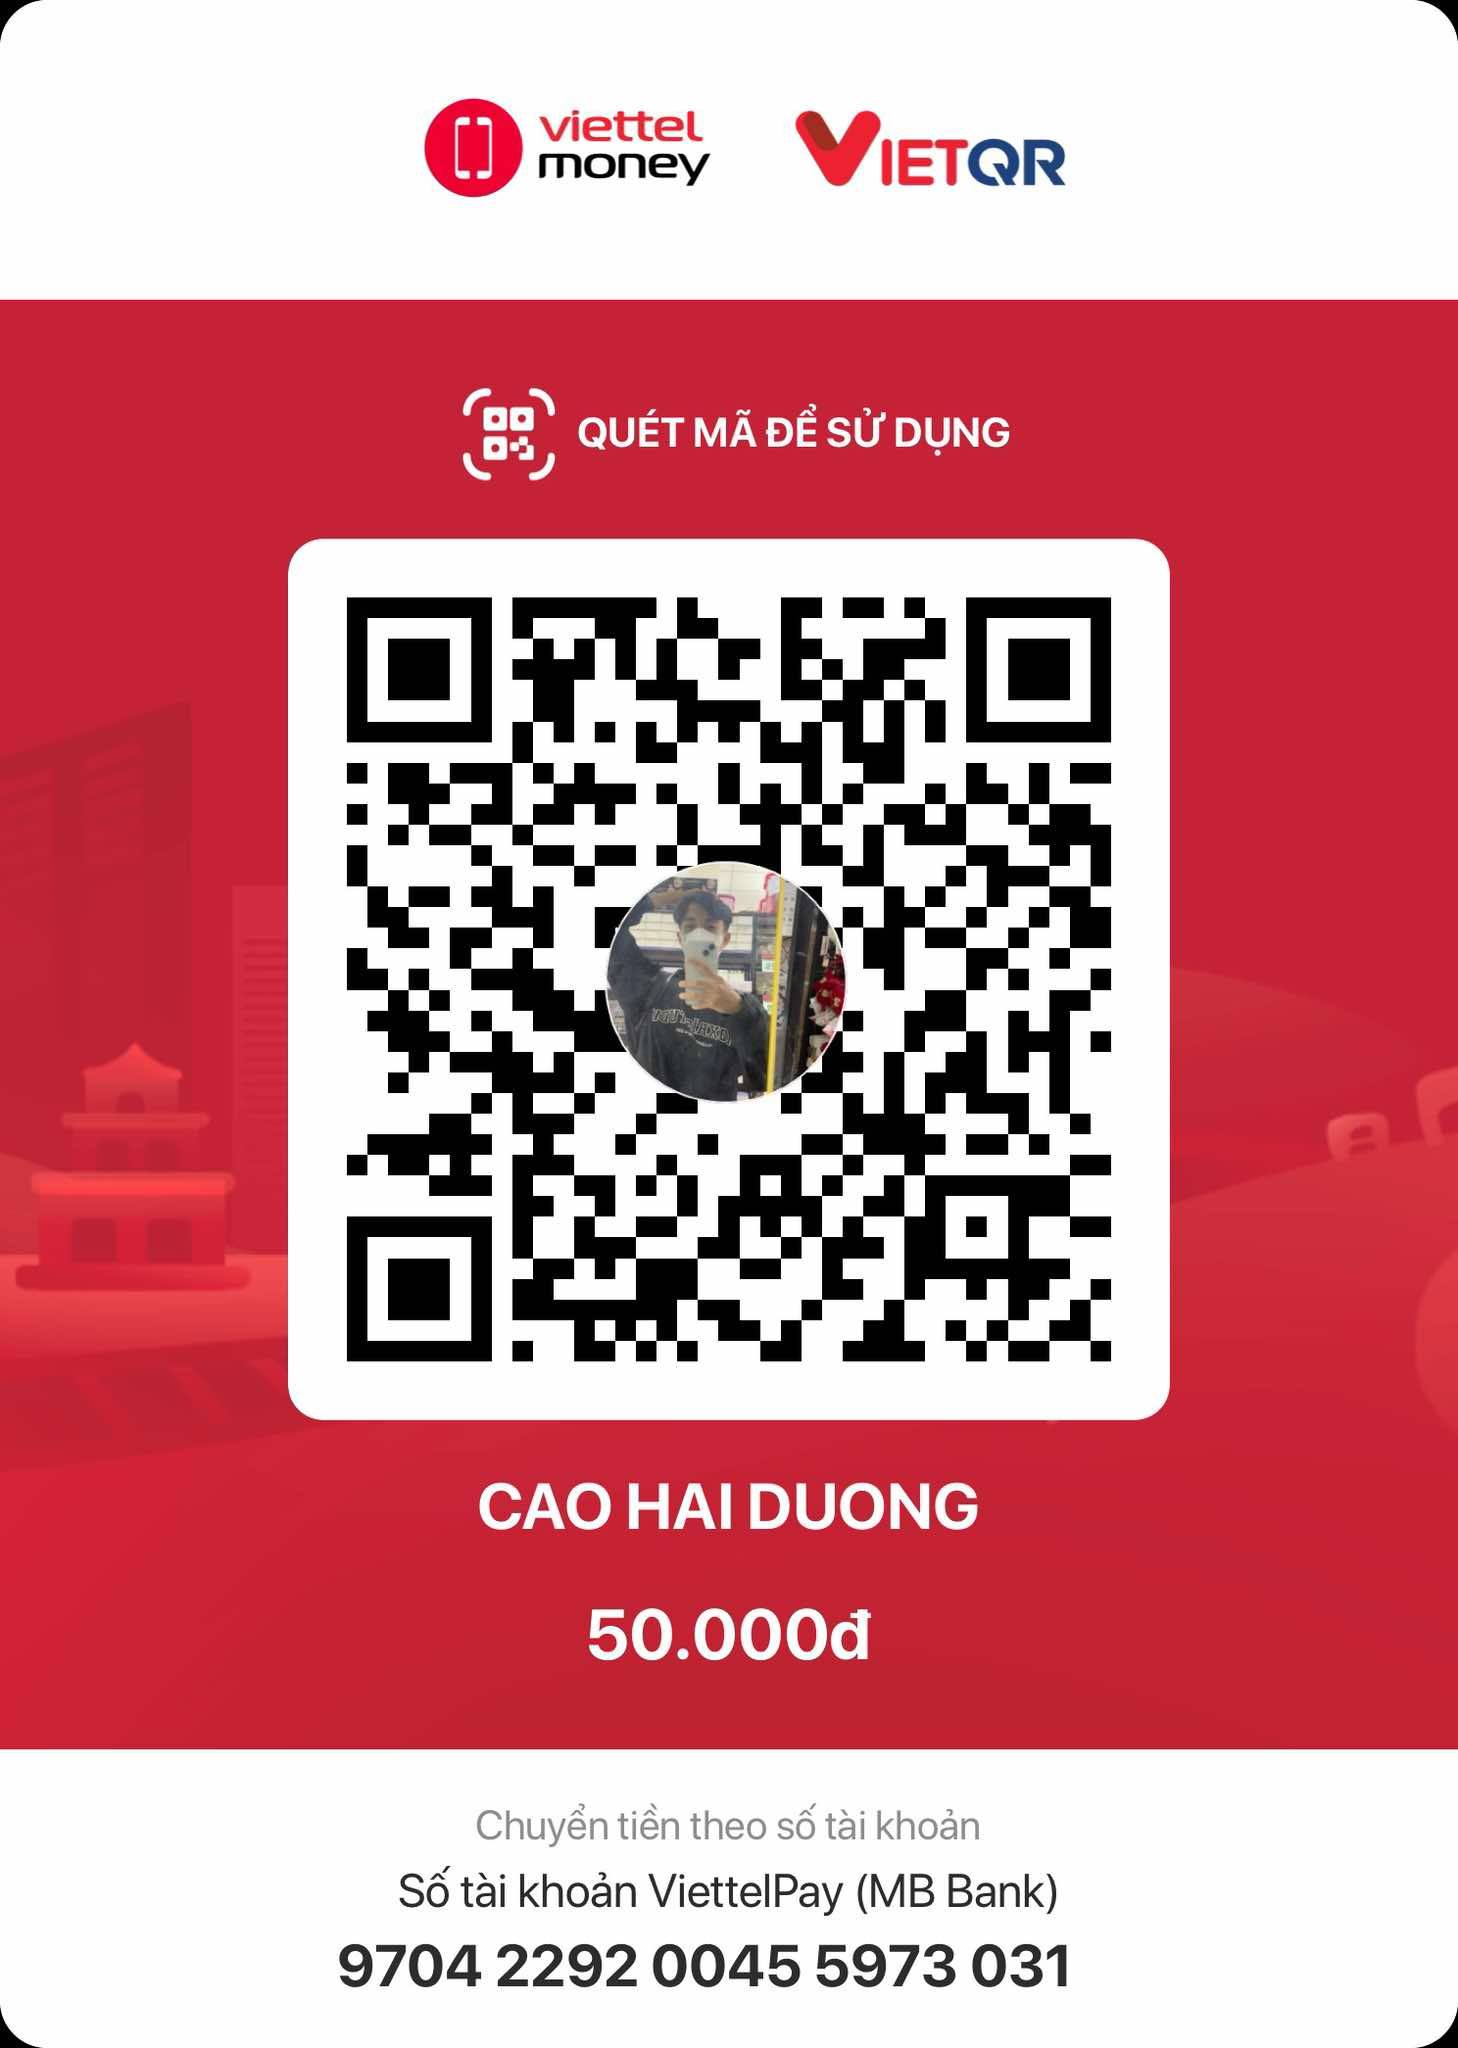 viettel
money
VIETQR
QUÉT MÃ ĐỂ SỬ DỤNG
CAO HAI DUONG
50.000đ
Chuyển tiền theo số tài khoản
Số tài khoản ViettelPay (MB Bank)
9704 2292 0045 5973 031